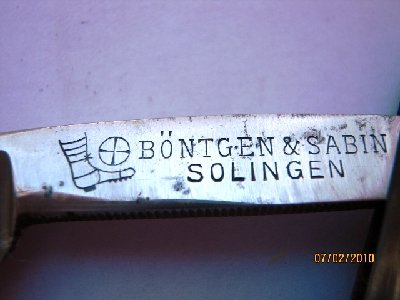 BÖNTGEN & SABIN
SOLINGEN
07/02/2010